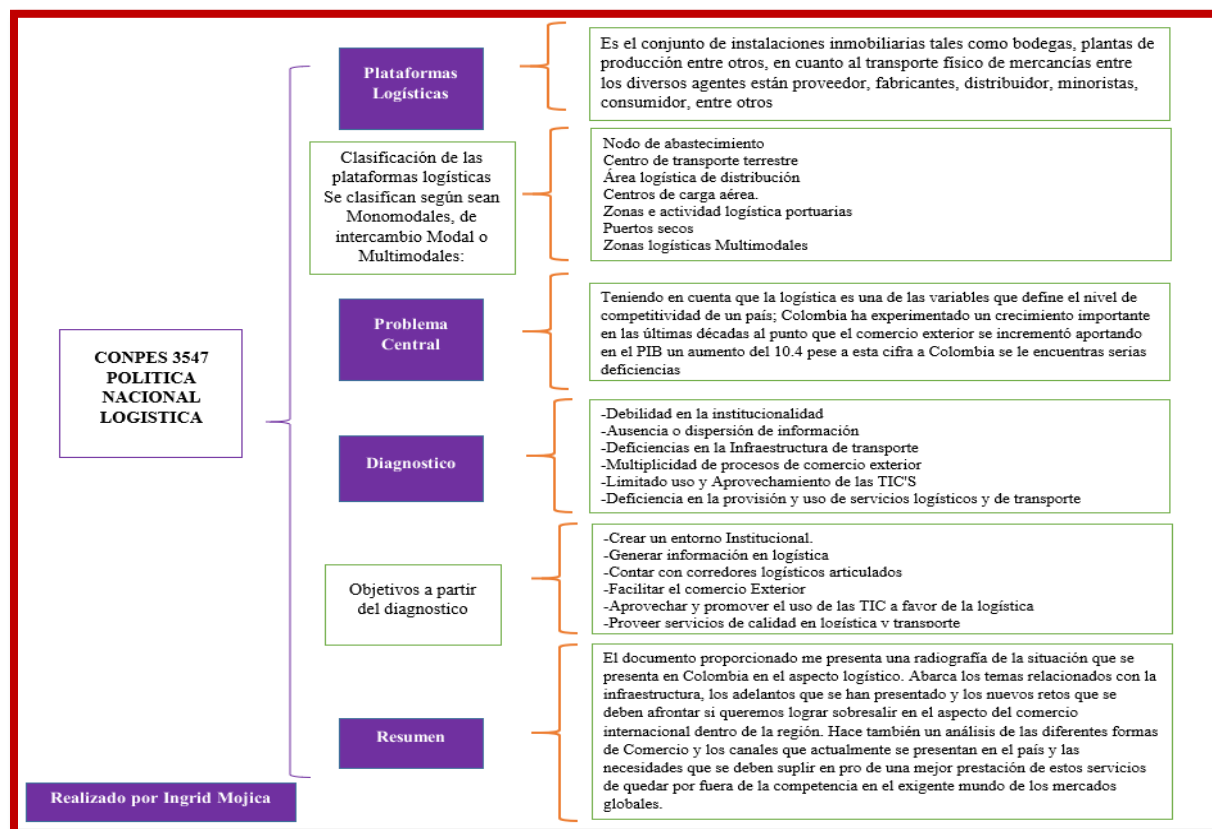 CONPES 3547
POLITICA
NACIONAL
LOGISTICA
Plataformas
Logísticas
Es el conjunto de instalaciones inmobiliarias tales como bodegas, plantas de
producción entre otros, en cuanto al transporte físico de mercancías entre
los diversos agentes están proveedor, fabricantes, distribuidor, minoristas,
consumidor, entre otros
Clasificación de las
plataformas logísticas
Se clasifican según sean
Monomodales, de
intercambio Modal o
Multimodales:
Nodo de abastecimiento
Centro de transporte terrestre
Área logística de distribución
Centros de carga aérea.
Zonas e actividad logística portuarias
Puertos secos
Zonas logísticas Multimodales
Problema
Central
Teniendo en cuenta que la logística es una de las variables que define el nivel de
competitividad de un país; Colombia ha experimentado un crecimiento importante
en las últimas décadas al punto que el comercio exterior se incrementó aportando
en el PIB un aumento del 10.4 pese a esta cifra a Colombia se le encuentras serias
deficiencias
Diagnostico
-Debilidad en la institucionalidad
-Ausencia o dispersión de información
-Deficiencias en la Infraestructura de transporte
-Multiplicidad de procesos de comercio exterior
-Limitado uso y Aprovechamiento de las TIC'S
-Deficiencia en la provisión y uso de servicios logísticos y de transporte
Objetivos a partir
del diagnostico
-Crear un entorno Institucional.
-Generar información en logística
-Contar con corredores logísticos articulados
-Facilitar el comercio Exterior
-Aprovechar y promover el uso de las TIC a favor de la logística
-Proveer servicios de calidad en logística y transporte
Resumen
El documento proporcionado me presenta una radiografía de la situación que se
presenta en Colombia en el aspecto logístico. Abarca los temas relacionados con la
infraestructura, los adelantos que se han presentado y los nuevos retos que se
deben afrontar si queremos lograr sobresalir en el aspecto del comercio
internacional dentro de la región. Hace también un análisis de las diferentes formas
de Comercio y los canales que actualmente se presentan en el país y las
necesidades que se deben suplir en pro de una mejor prestación de estos servicios
de quedar por fuera de la competencia en el exigente mundo de los mercados
globales.
Realizado por Ingrid Mojica